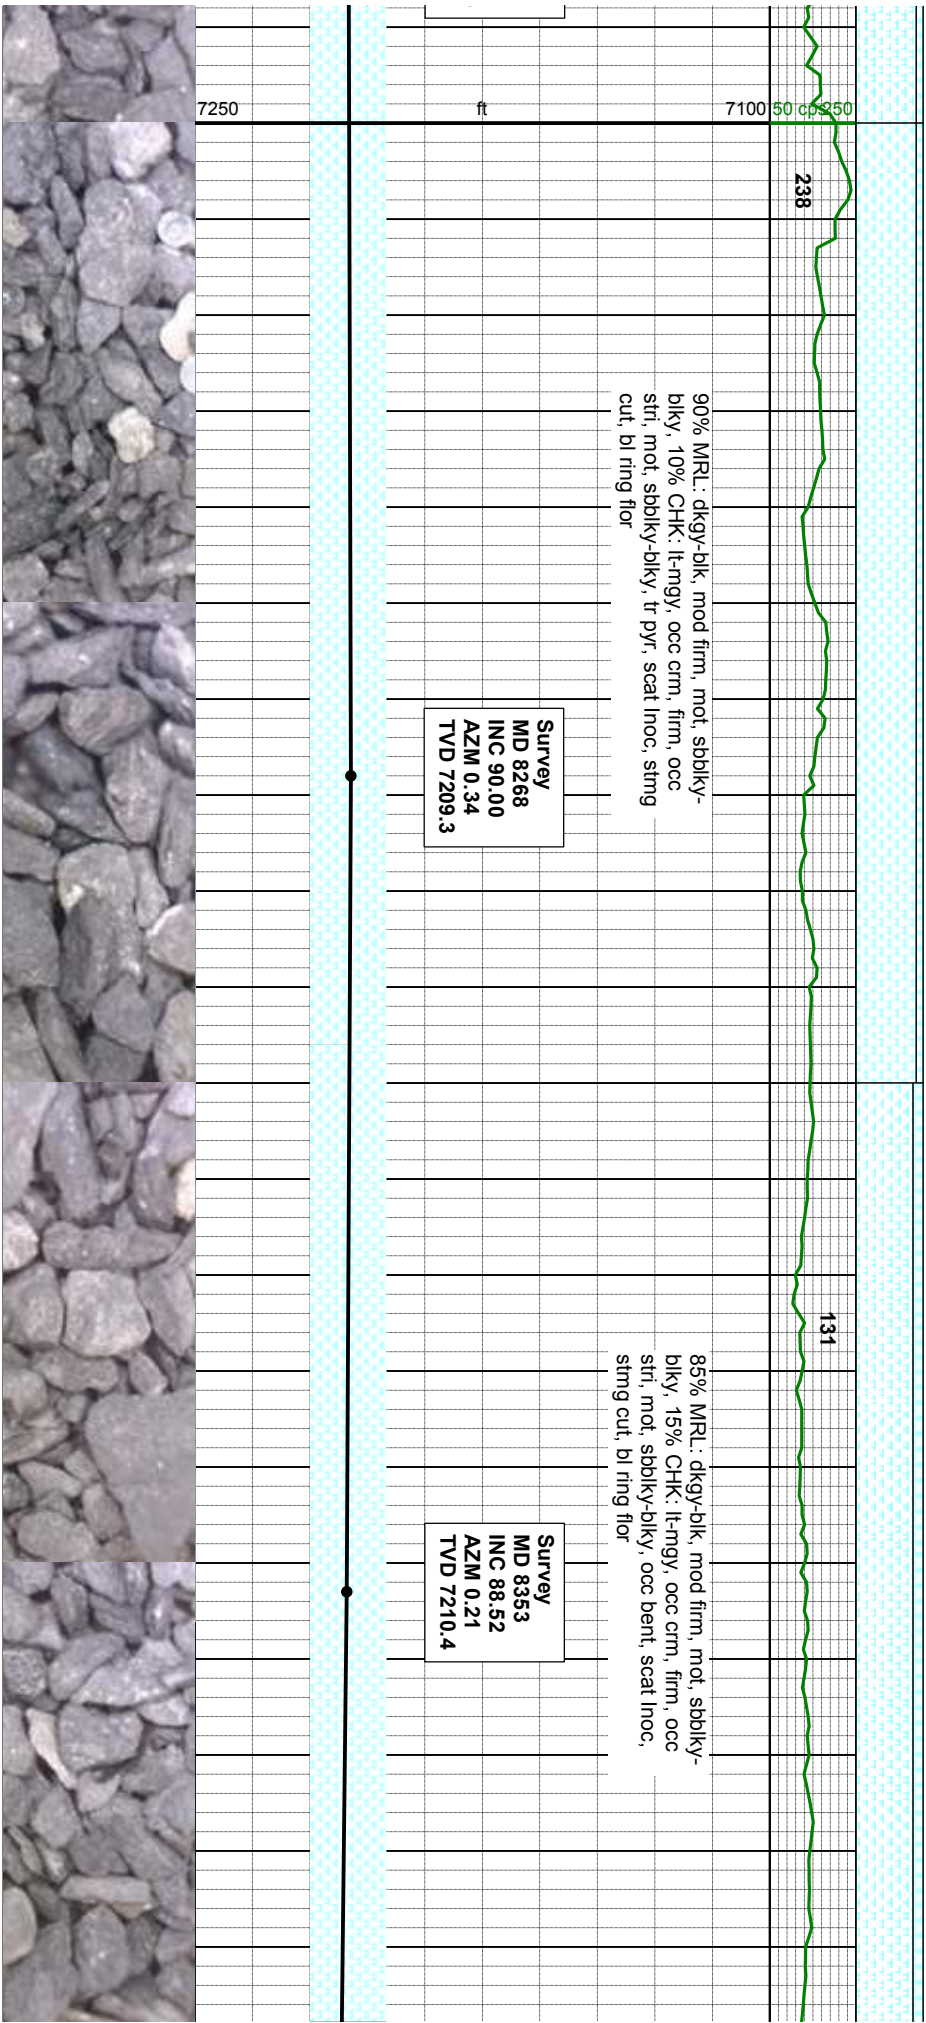 7250
ft
7100
50 cps250
238
90% MRL: dkgy-blk, mod firm, mot, sbblky-
blky, 10% CHK: lt-mgy, occ crm, firm, occ
stri, mot, sbblky-blky, tr pyr, scat Inoc, stmg
cut, bl ring flor
Survey
MD 8268
INC 90.00
AZM 0.34
TVD 7209.3
131
85% MRL: dkgy-blk, mod firm, mot, sbblky-
blky, 15% CHK: lt-mgy, occ crm, firm, occ
stri, mot, sbblky-blky, occ bent, scat Inoc,
stmg cut, bl ring flor
Survey
MD 8353
INC 88.52
AZM 0.21
TVD 7210.4